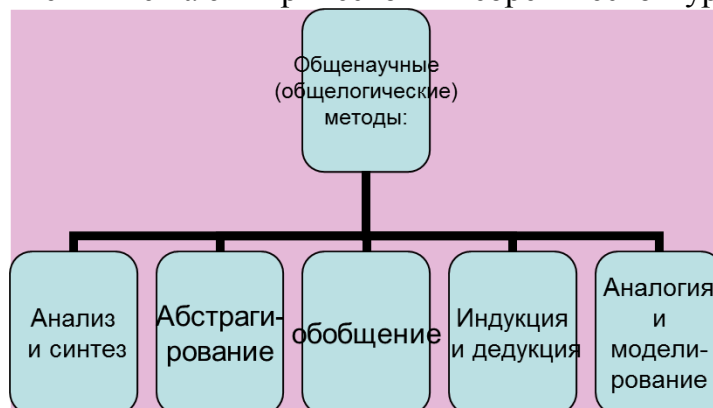 Общенаучные
(общелогические)
методы:
Анализ
и синтез
Абстраги-
рование
обобщение
Индукция
и дедукция
Аналогия
и
модели-
рование